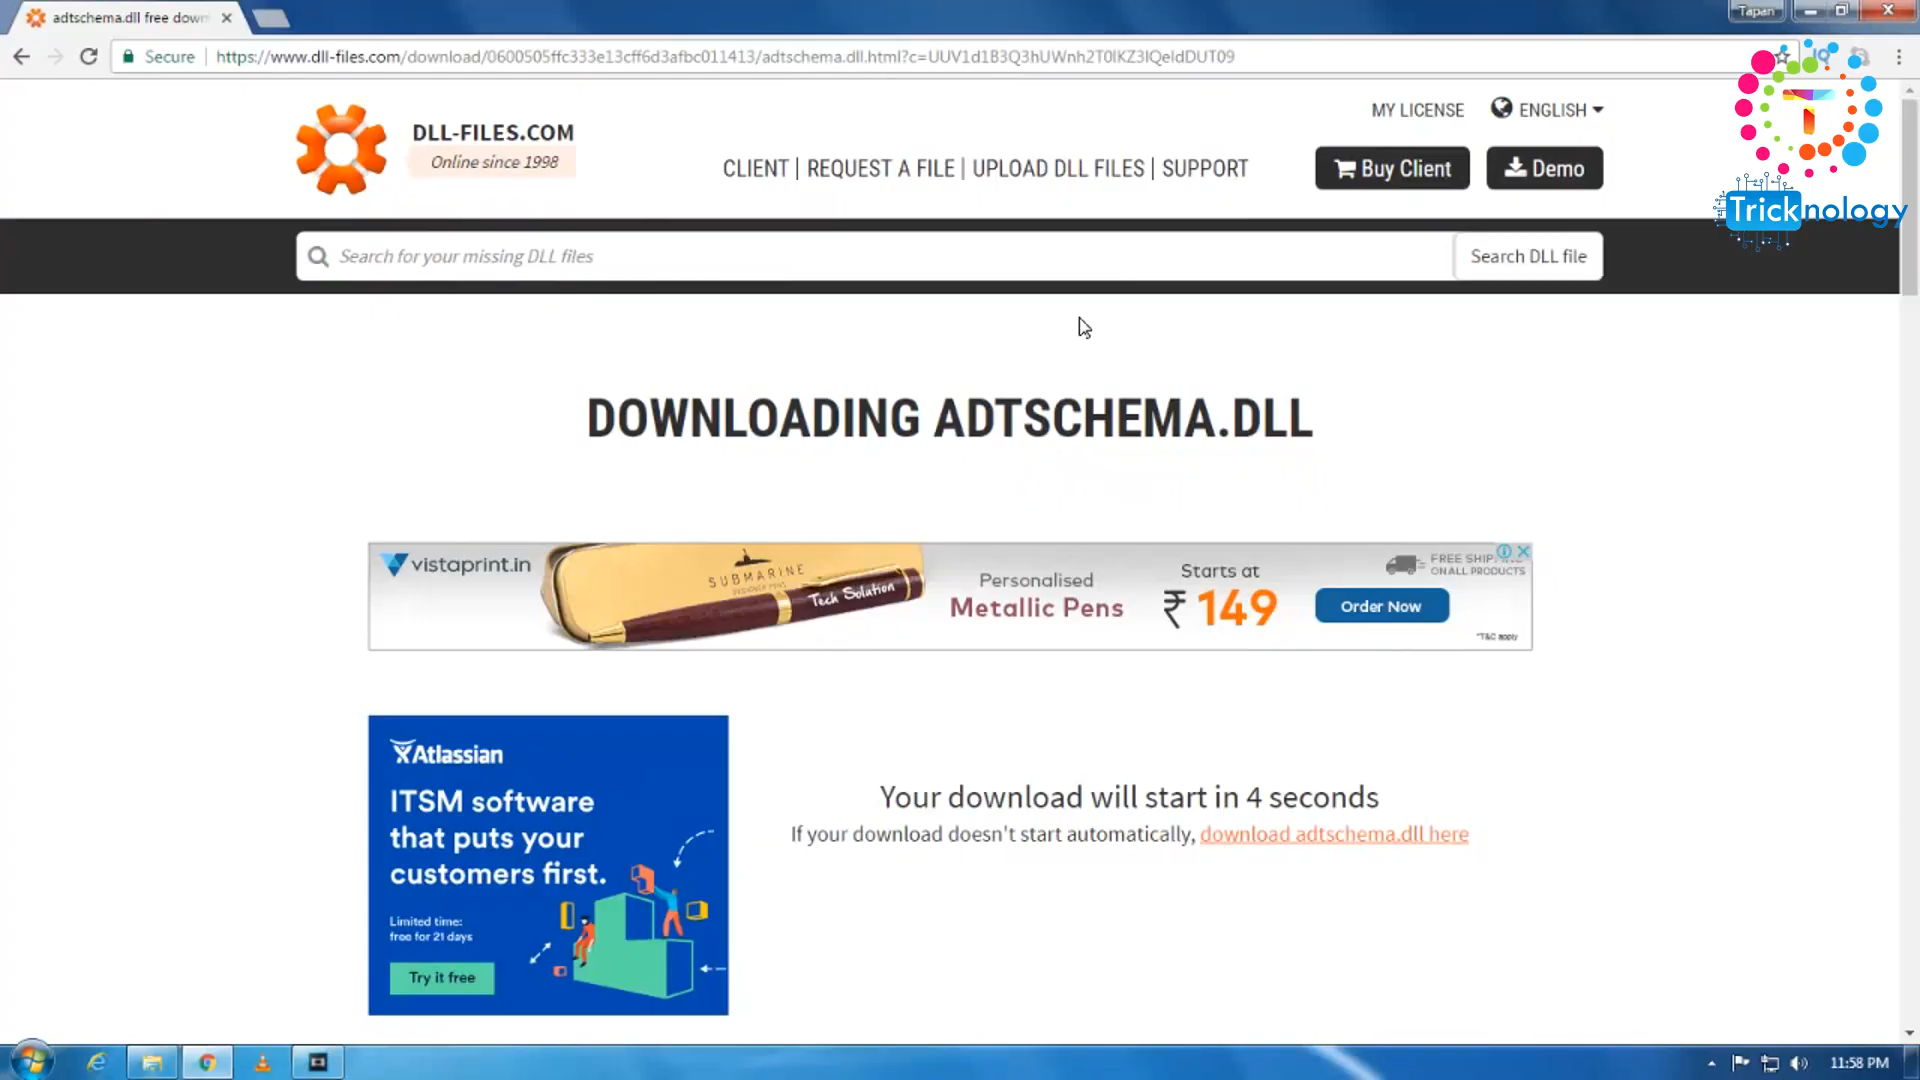 adtschema.dll free down
Tapan
Secure
https://www.dll-files.com/download/0600505ffc333e13cff6d3afbc011413/adtschema.dll.html?c=UUV1d1B3Q3hUWnh2T0lKZ3lQeldDUT09
DLL-FILES.COM
Online since 1998
MY LICENSE
ENGLISH
CLIENT | REQUEST A FILE | UPLOAD DLL FILES | SUPPORT
Buy Client
Demo
Tricknology
Search for your missing DLL files
Search DLL file
DOWNLOADING ADTSCHEMA.DLL
vistaprint.in
SUBMARINE
Tech Solution
Personalised
Metallic Pens
Starts at
₹ 149
FREE SHIP
ON ALL PRODUCTS
Order Now
*T&C apply
Atlassian
ITSM software
that puts your
customers first.
Limited time:
free for 21 days
Try it free
Your download will start in 4 seconds
If your download doesn't start automatically, download adtschema.dll here
11:58 PM